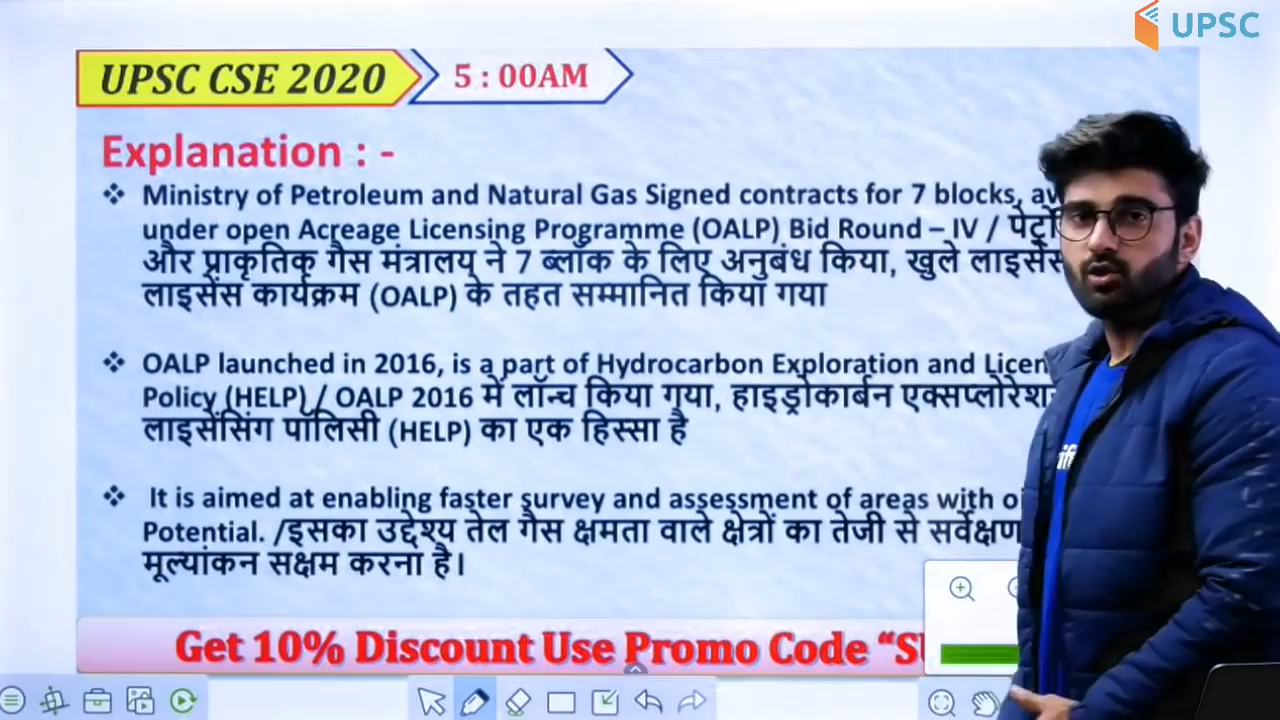 UPSC
UPSC CSE 2020
5 : 00AM
Explanation : -
❖ Ministry of Petroleum and Natural Gas Signed contracts for 7 blocks,
under open Acreage Licensing Programme (OALP) Bid Round – IV /
और प्राकृतिक गैस मंत्रालय ने 7 ब्लॉक के लिए अनुबंध किया, खुले
लाइसेंस कार्यक्रम (OALP) के तहत सम्मानित किया गया
❖ OALP launched in 2016, is a part of Hydrocarbon Exploration and
Policy (HELP) / OALP 2016 में लॉन्च किया गया, हाइड्रोकार्बन
लाइसेंसिंग पॉलिसी (HELP) का एक हिस्सा है
❖ It is aimed at enabling faster survey and assessment of areas with
Potential. /इसका उद्देश्य तेल गैस क्षमता वाले क्षेत्रों का तेजी से सर्वेक्षण
मूल्यांकन सक्षम करना है।
Get 10% Discount Use Promo Code